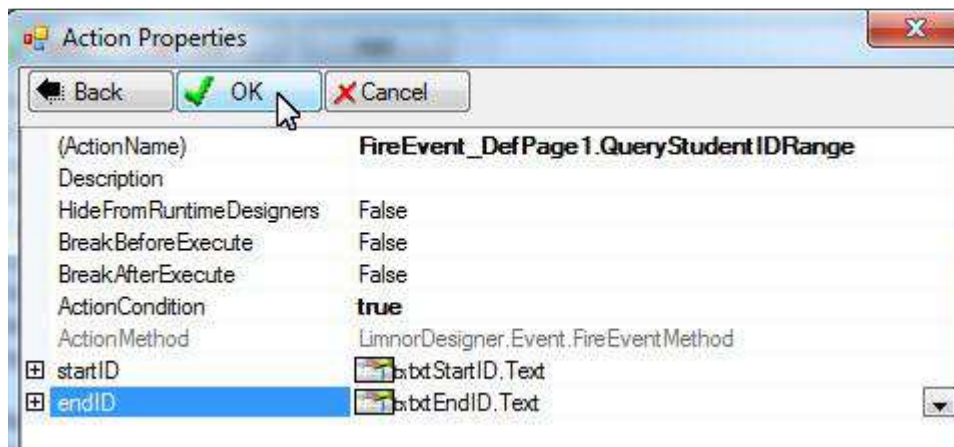 Action Properties
Back OK Cancel
(ActionName) FireEvent_DefPage1.QueryStudentIDRange
Description
HideFromRuntimeDesigners False
BreakBeforeExecute False
BreakAfterExecute False
ActionCondition true
ActionMethod LimnorDesigner.Event.FireEventMethod
startID txtStartID.Text
endID txtEndID.Text